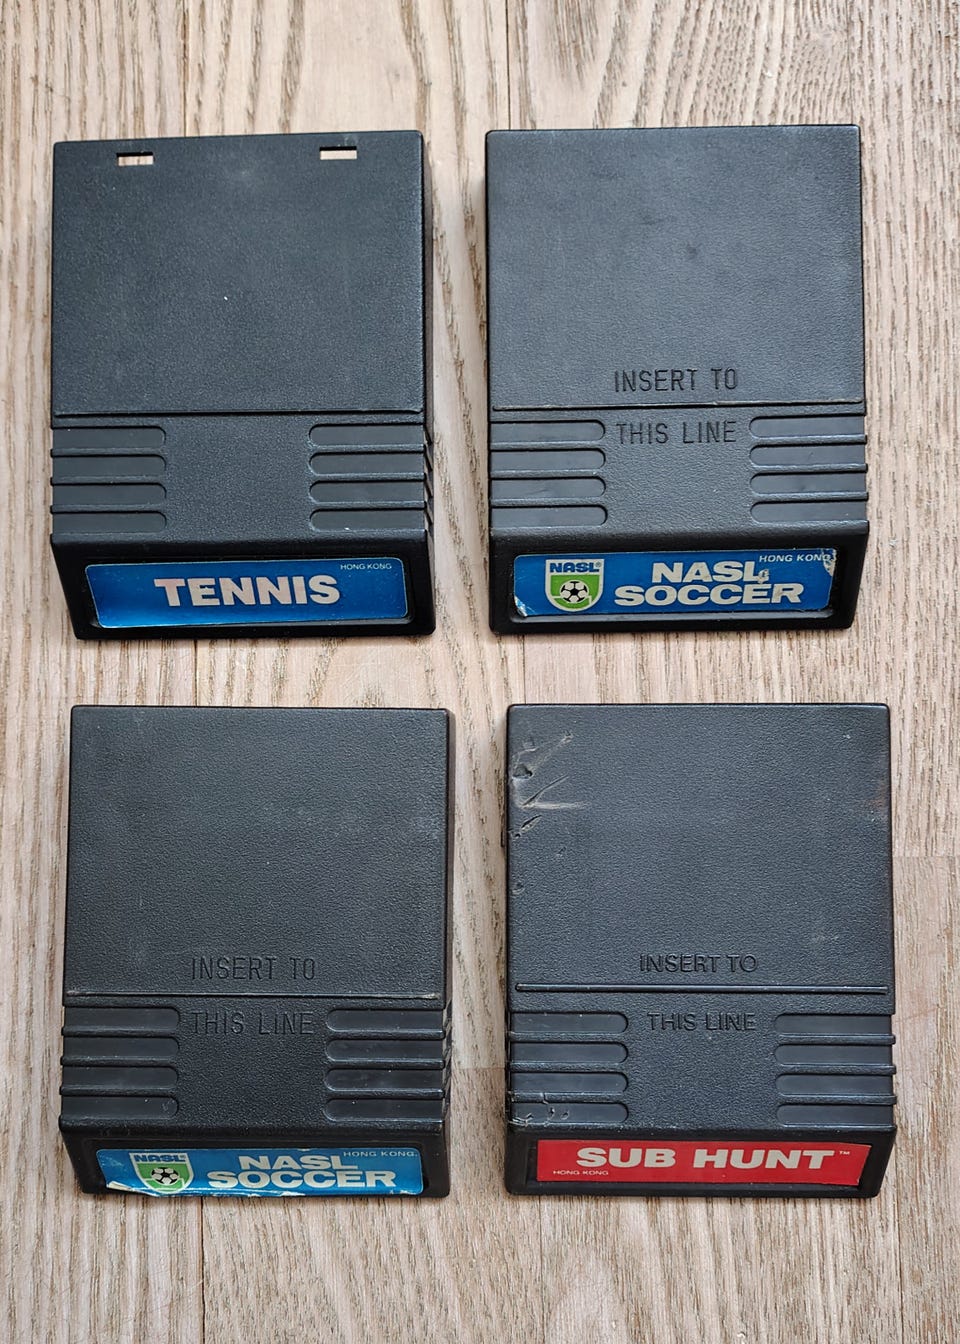 HONG KONG
TENNIS
INSERT TO
THIS LINE
HONG KONG
NASL®
NASL
SOCCER
INSERT TO
THIS LINE
HONG KONG
NASL
NASL
SOCCER
INSERT TO
THIS LINE
SUB HUNT™
HONG KONG